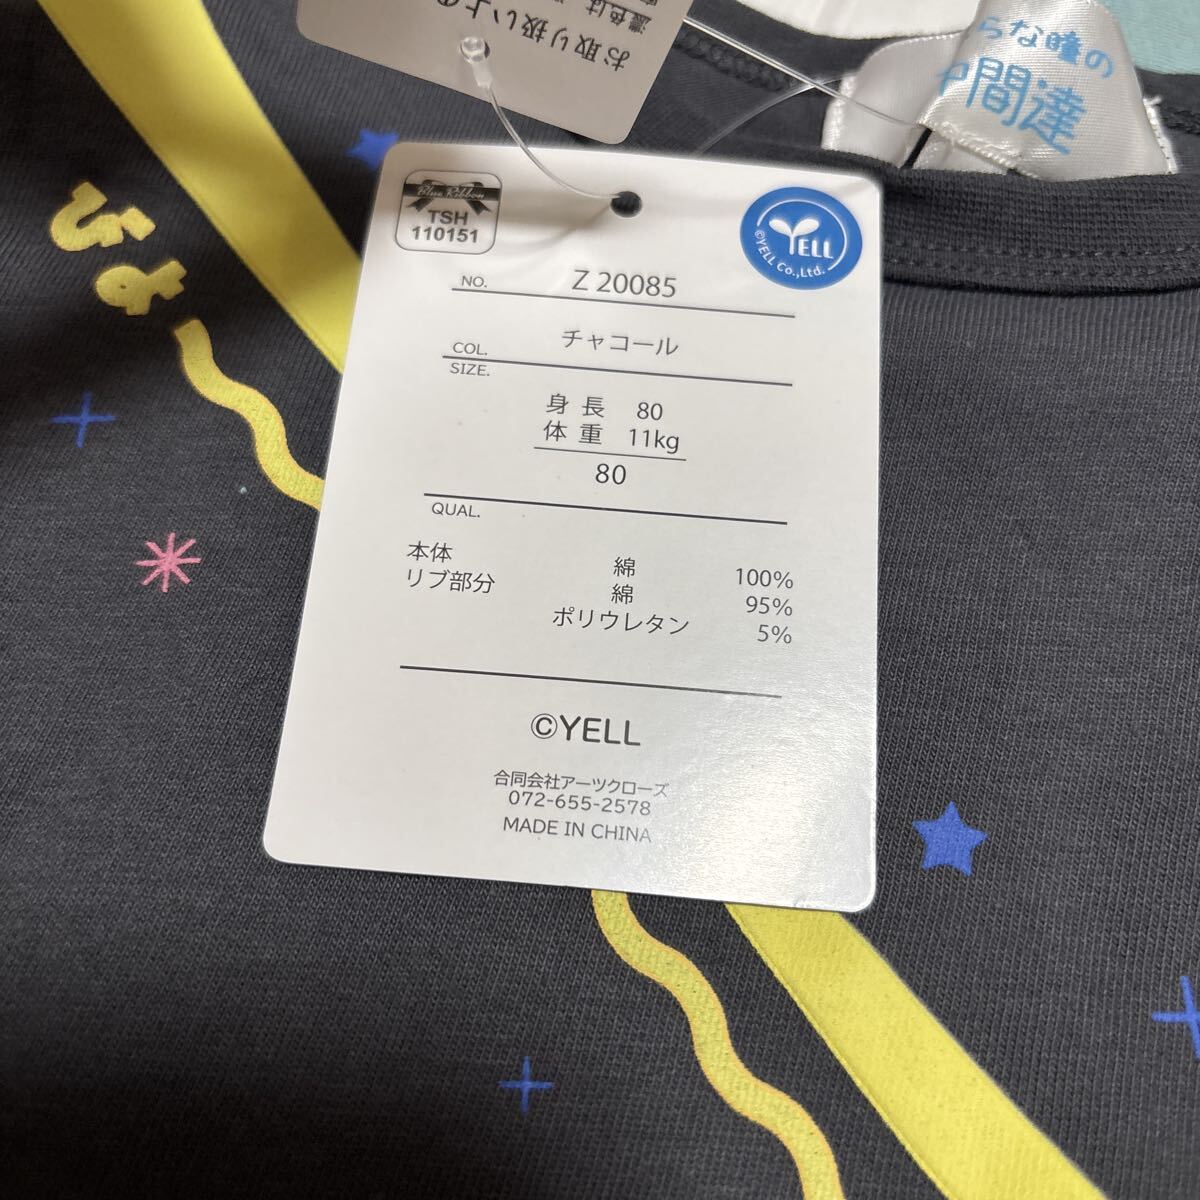 お取り扱い上の
濃色は
らな瞳の
間達
ひよ
Blue Ribbon
TSH
110151
YELL
©YELL Co.,Ltd.
NO. Z 20085
COL. チャコール
SIZE.
身長 80
体重 11kg
80
QUAL.
本体 綿 100%
リブ部分 綿 95%
ポリウレタン 5%
©YELL
合同会社アーツクローズ
072-655-2578
MADE IN CHINA